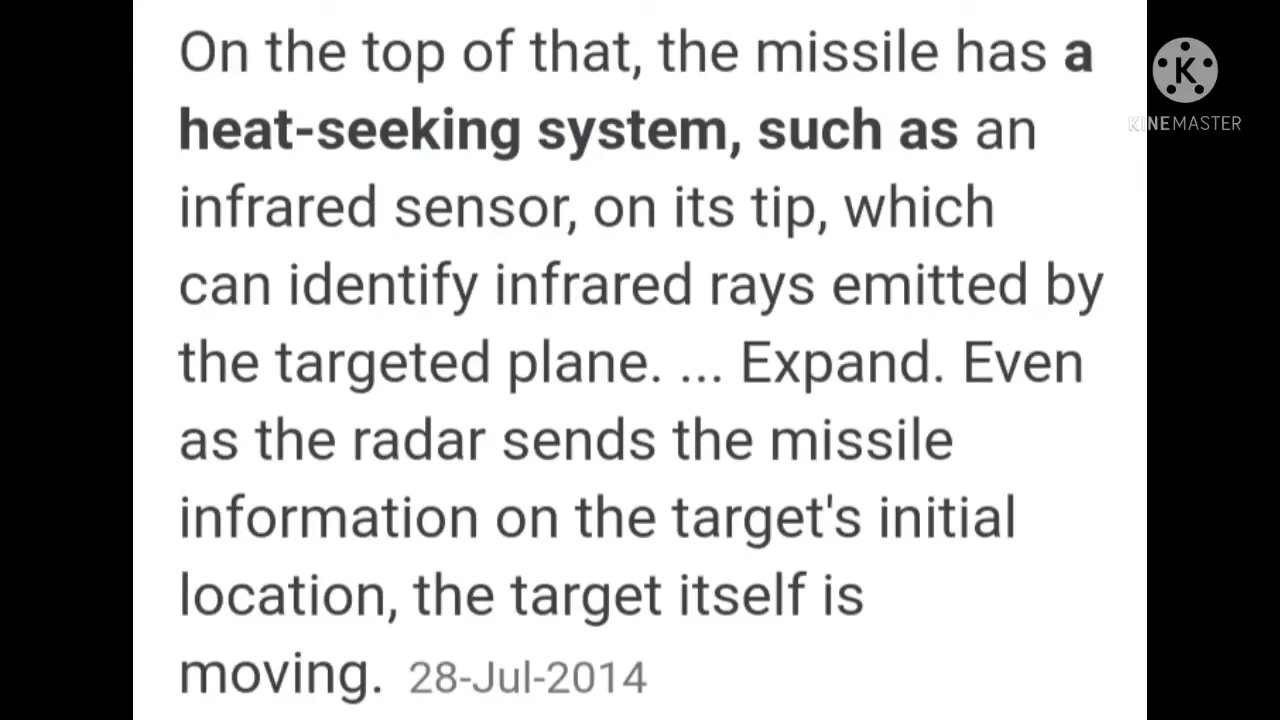 On the top of that, the missile has a
heat-seeking system, such as an
infrared sensor, on its tip, which
can identify infrared rays emitted by
the targeted plane. ... Expand. Even
as the radar sends the missile
information on the target's initial
location, the target itself is
moving. 28-Jul-2014
K
KINEMASTER